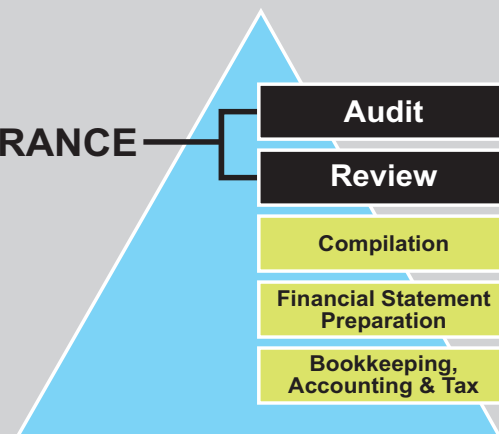 Audit
RANCE
Review
Compilation
Financial Statement
Preparation
Bookkeeping,
Accounting & Tax